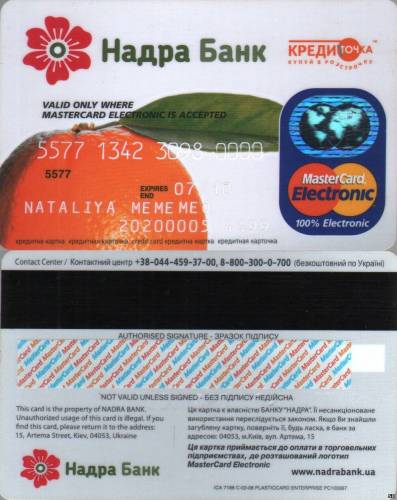 Надра Банк
КРЕДИТОЧКА
КУПУЙ В РОЗСТРОЧКУ
VALID ONLY WHERE
MASTERCARD ELECTRONIC IS ACCEPTED
5577 1342 3098 0000
5577
EXPIRES
END
NATALIYA MEMEMEM
кредитна картка кредитная карточка credit card кредитна картка кредитная карточка
MasterCard
Electronic
100% Electronic
Contact Center / Контактний центр +38-044-459-37-00, 8-800-300-0-700 (безкоштовний по Україні)
AUTHORISED SIGNATURE - ЗРАЗОК ПІДПИСУ
NOT VALID UNLESS SIGNED - БЕЗ ПІДПИСУ НЕДІЙСНА
This card is the property of NADRA BANK.
Unauthorized usage of this card is illegal. If you
find this card, please return it to the address:
15, Artema Street, Kiev, 04053, Ukraine
Ця картка є власністю БАНКУ "НАДРА". Її несанкціоноване
використання переслідується законом. Якщо Ви знайшли
загублену картку, поверніть її, будь ласка, в банк за
адресою: 04053, м.Київ, вул. Артема, 15
Картка приймається до оплати в торговельних
підприємствах, де розташований логотип
MasterCard Electronic
Надра Банк
www.nadrabank.ua